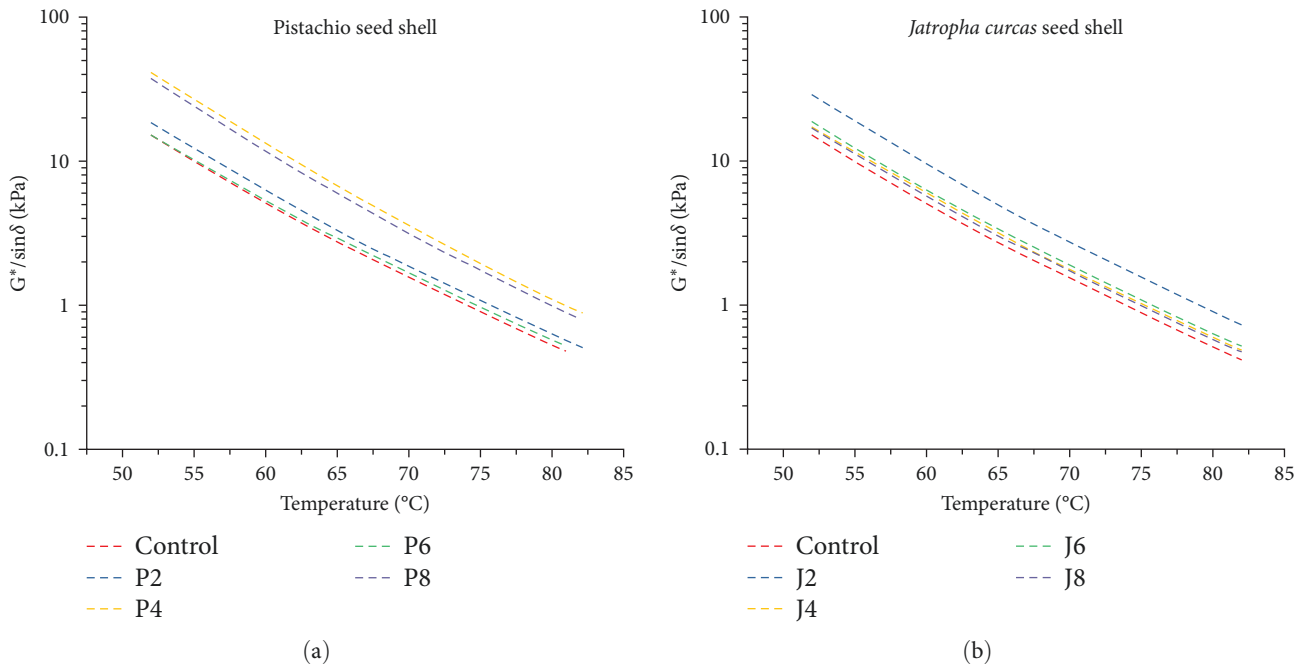 Pistachio seed shell
100
10
1
0.1
G*/sinδ (kPa)
50 55 60 65 70 75 80 85
Temperature (°C)
Control P6
P2 P8
P4
(a)
Jatropha curcas seed shell
100
10
1
0.1
G*/sinδ (kPa)
50 55 60 65 70 75 80 85
Temperature (°C)
Control J6
J2 J8
J4
(b)